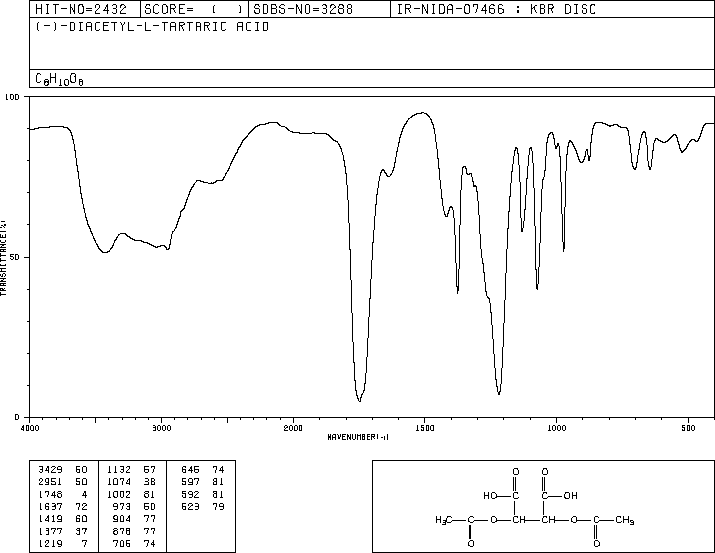 HIT-NO=2432 SCORE= ( ) SDBS-NO=3288 IR-NIDA-07466 : KBR DISC
(-)-DIACETYL-L-TARTARIC ACID
C8H10O8
100
50
0
TRANSMITTANCE(%)
4000 3000 2000 1500 1000 500
WAVENUMBER(-1)
3429 60 1132 57 646 74
2951 50 1074 38 597 81
1748 4 1002 81 592 81
1637 72 973 50 523 79
1419 60 904 77
1377 37 878 77
1219 7 706 74
O O
HO-C C-OH
H3C-C-O-CH-CH-O-C-CH3
O O